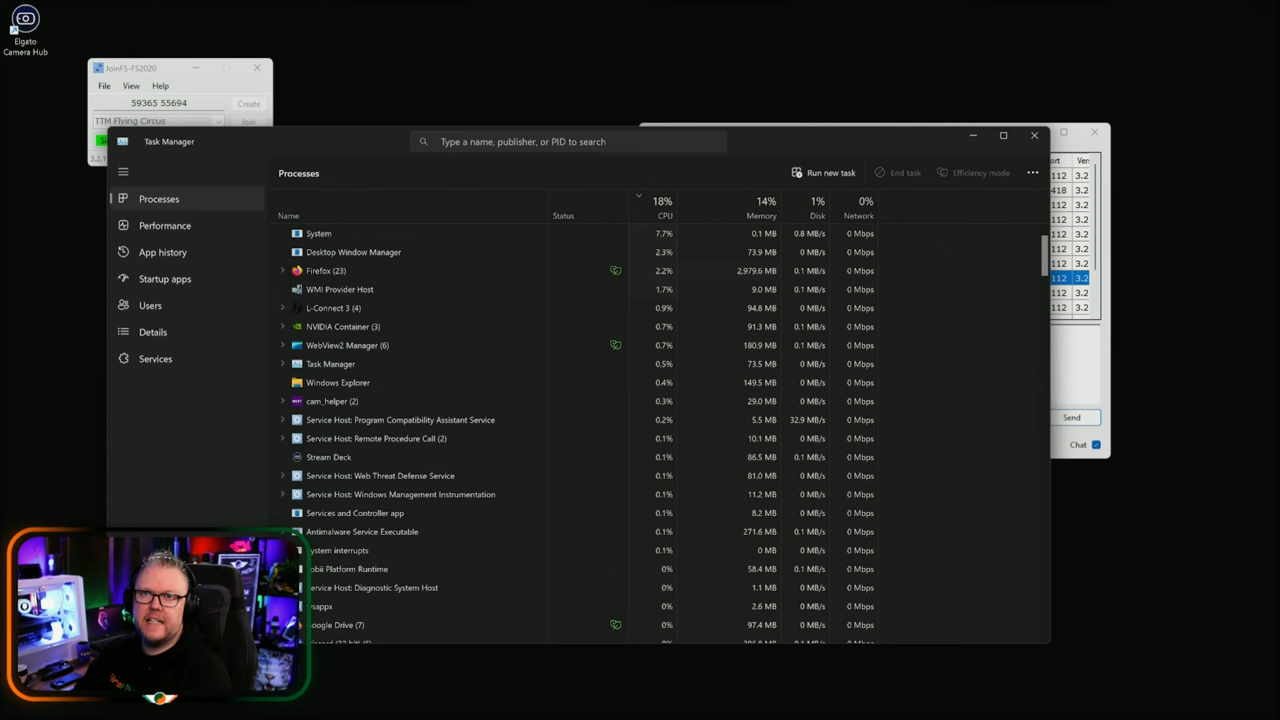 Elgato
Camera Hub
JoinFS-FS2020
File View Help
59365 55694 Create
TTM Flying Circus Join
3.2.1
Task Manager
Type a name, publisher, or PID to search
Processes
Run new task End task Efficiency mode
Processes
Performance
App history
Startup apps
Users
Details
Services
18% 14% 1% 0%
Name Status CPU Memory Disk Network
System 7.7% 0.1 MB 0.8 MB/s 0 Mbps
Desktop Window Manager 2.3% 73.9 MB 0 MB/s 0 Mbps
Firefox (23) 2.2% 2,979.6 MB 0.1 MB/s 0 Mbps
WMI Provider Host 1.7% 9.0 MB 0 MB/s 0 Mbps
L-Connect 3 (4) 0.9% 94.8 MB 0.1 MB/s 0 Mbps
NVIDIA Container (3) 0.7% 91.3 MB 0.1 MB/s 0 Mbps
WebView2 Manager (6) 0.7% 180.9 MB 0.1 MB/s 0 Mbps
Task Manager 0.5% 73.5 MB 0 MB/s 0 Mbps
Windows Explorer 0.4% 149.5 MB 0 MB/s 0 Mbps
cam_helper (2) 0.3% 29.0 MB 0 MB/s 0 Mbps
Service Host: Program Compatibility Assistant Service 0.2% 5.5 MB 32.9 MB/s 0 Mbps
Service Host: Remote Procedure Call (2) 0.1% 10.1 MB 0 MB/s 0 Mbps
Stream Deck 0.1% 86.5 MB 0.1 MB/s 0 Mbps
Service Host: Web Threat Defense Service 0.1% 81.0 MB 0 MB/s 0 Mbps
Service Host: Windows Management Instrumentation 0.1% 11.2 MB 0 MB/s 0 Mbps
Services and Controller app 0.1% 8.2 MB 0 MB/s 0 Mbps
Antimalware Service Executable 0.1% 271.6 MB 0.1 MB/s 0 Mbps
ystem interrupts 0.1% 0 MB 0 MB/s 0 Mbps
obii Platform Runtime 0% 58.4 MB 0.1 MB/s 0 Mbps
ervice Host: Diagnostic System Host 0% 1.1 MB 0 MB/s 0 Mbps
ysappx 0% 2.6 MB 0 MB/s 0 Mbps
oogle Drive (7) 0% 97.4 MB 0 MB/s 0 Mbps
ort Vers
112 3.2
418 3.2
112 3.2
112 3.2
112 3.2
112 3.2
112 3.2
112 3.2
112 3.2
112 3.2
Send
Chat